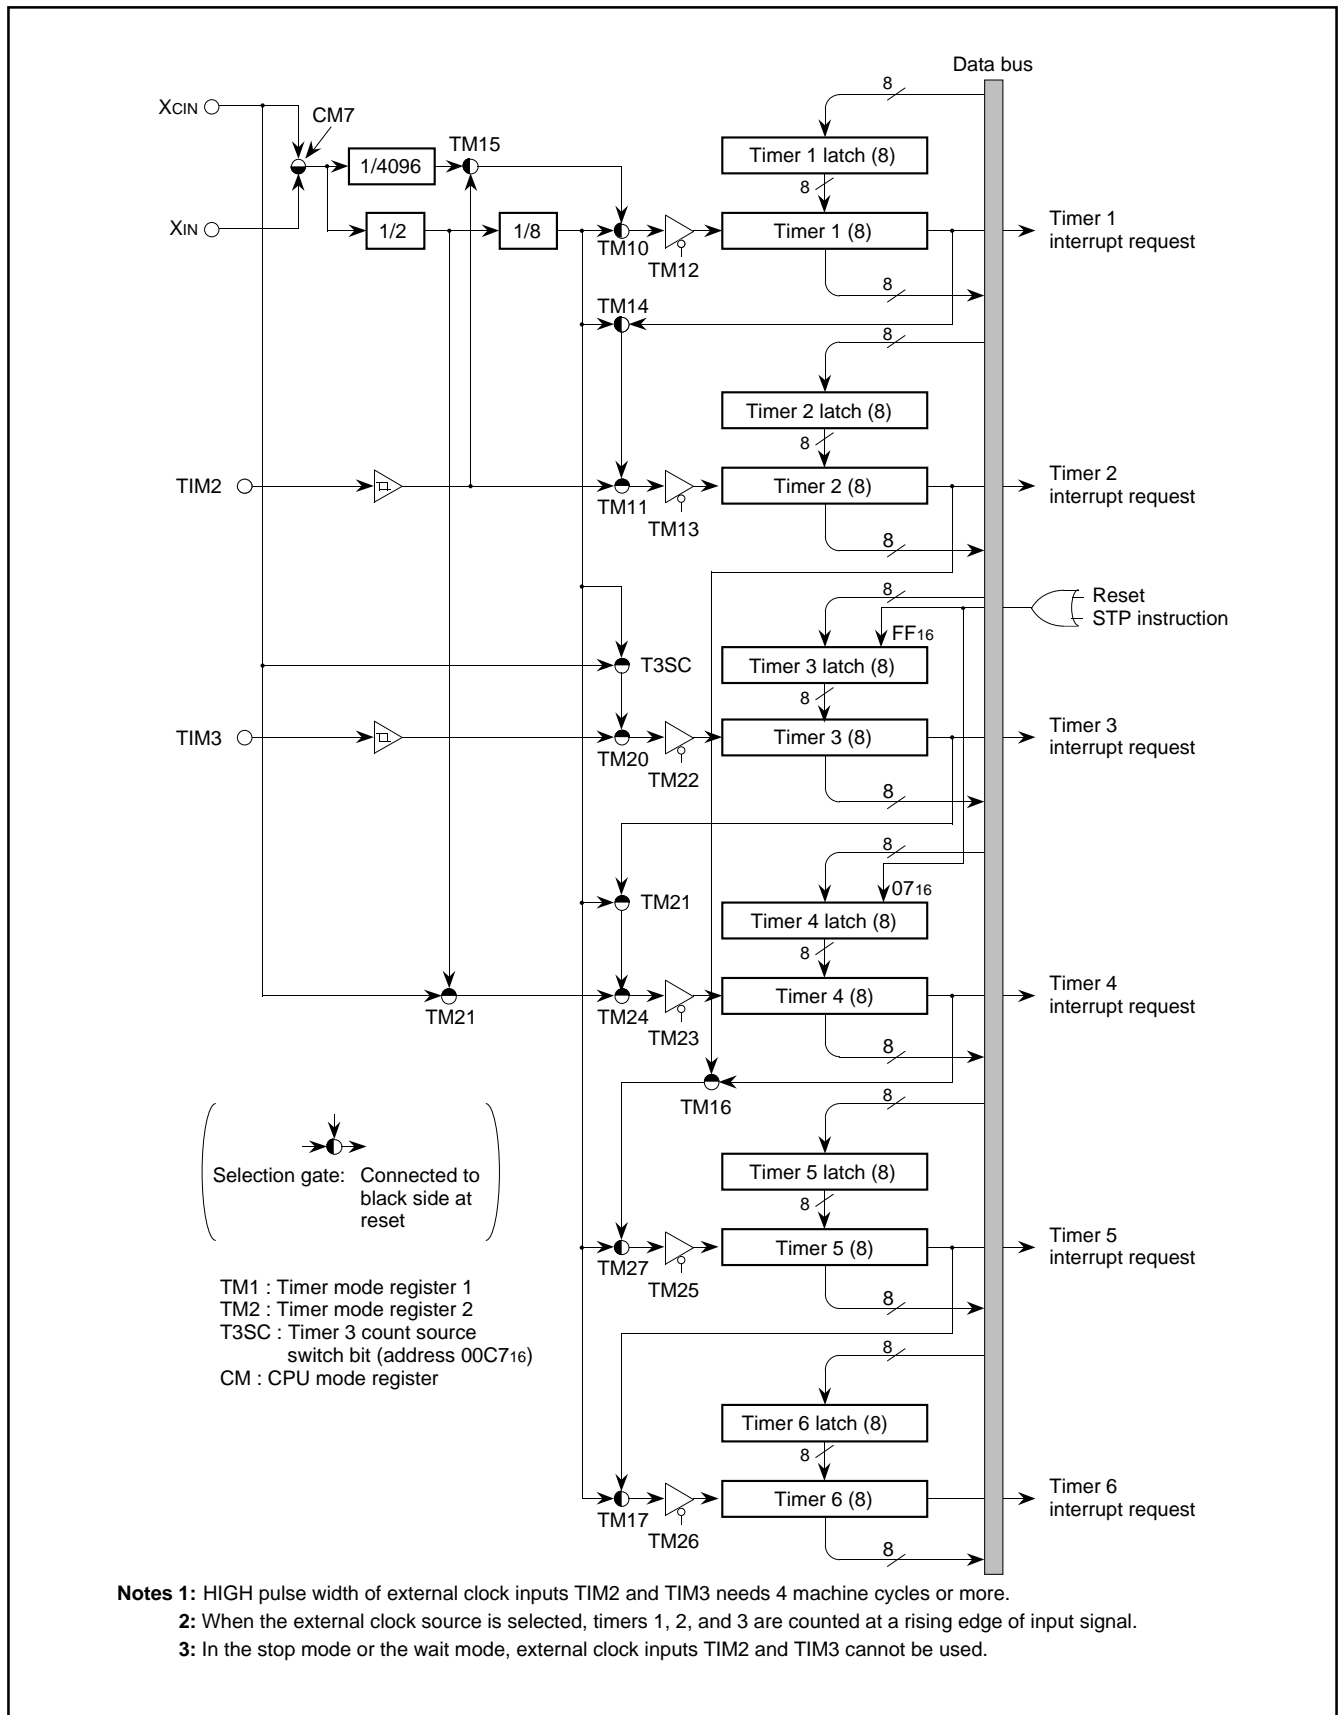 Data bus
XCIN
CM7
TM15
8
1/4096
Timer 1 latch (8)
8
XIN
1/2
1/8
TM10
TM12
Timer 1 (8)
Timer 1
interrupt request
8
TM14
8
Timer 2 latch (8)
8
TIM2
TM11
TM13
Timer 2 (8)
Timer 2
interrupt request
8
8
Reset
STP instruction
FF16
T3SC
Timer 3 latch (8)
8
TIM3
TM20
TM22
Timer 3 (8)
Timer 3
interrupt request
8
8
0716
TM21
Timer 4 latch (8)
8
TM21
TM24
TM23
Timer 4 (8)
Timer 4
interrupt request
8
TM16
8
Selection gate: Connected to
black side at
reset
Timer 5 latch (8)
8
TM27
TM25
Timer 5 (8)
Timer 5
interrupt request
8
TM1 : Timer mode register 1
TM2 : Timer mode register 2
T3SC : Timer 3 count source
switch bit (address 00C716)
CM : CPU mode register
8
Timer 6 latch (8)
8
TM17
TM26
Timer 6 (8)
Timer 6
interrupt request
8
Notes 1: HIGH pulse width of external clock inputs TIM2 and TIM3 needs 4 machine cycles or more.
2: When the external clock source is selected, timers 1, 2, and 3 are counted at a rising edge of input signal.
3: In the stop mode or the wait mode, external clock inputs TIM2 and TIM3 cannot be used.